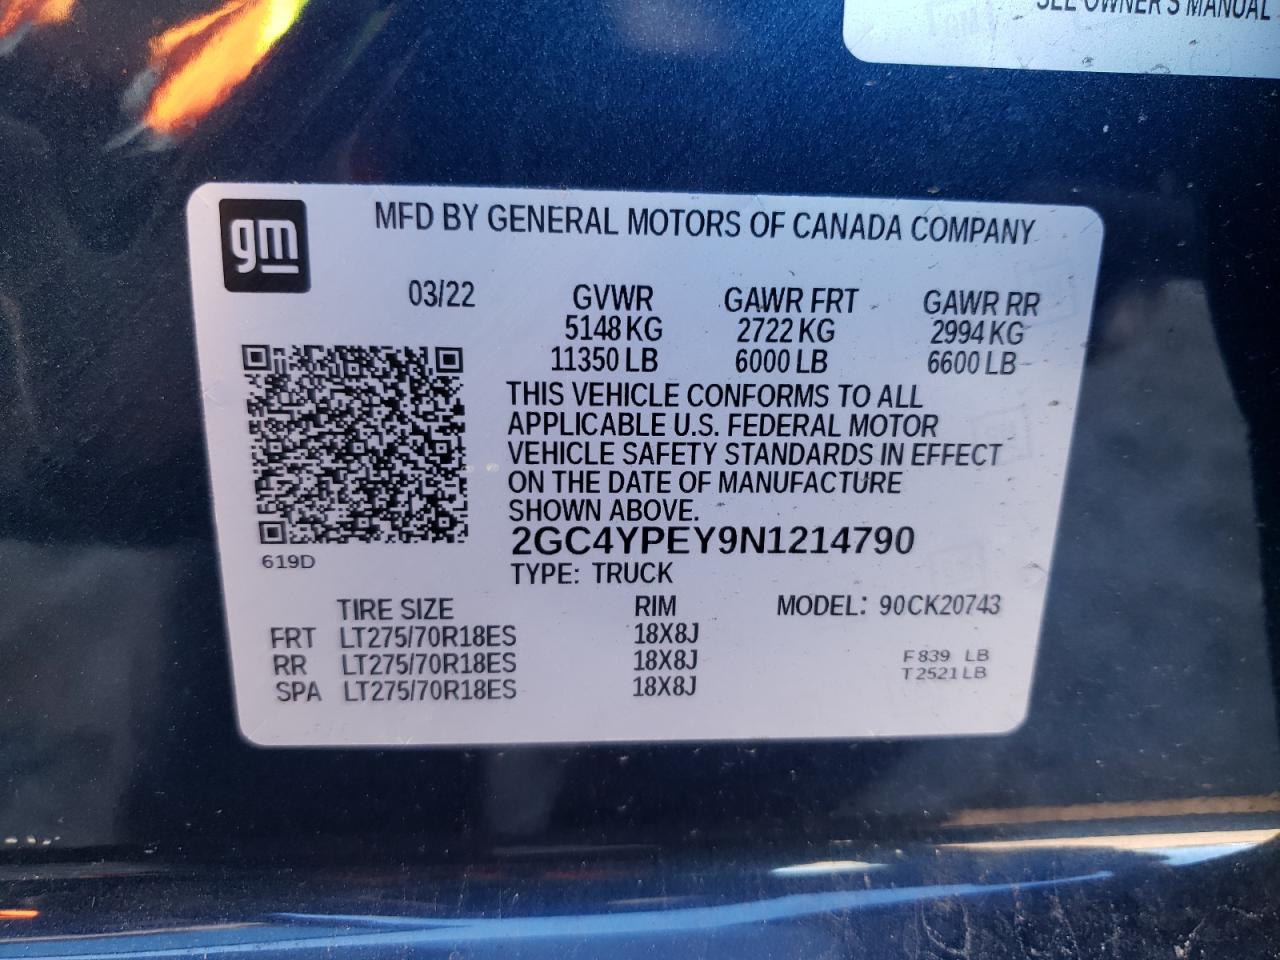 SEE OWNER'S MANUAL
gm
MFD BY GENERAL MOTORS OF CANADA COMPANY
03/22 GVWR GAWR FRT GAWR RR
5148 KG 2722 KG 2994 KG
11350 LB 6000 LB 6600 LB
THIS VEHICLE CONFORMS TO ALL
APPLICABLE U.S. FEDERAL MOTOR
VEHICLE SAFETY STANDARDS IN EFFECT
ON THE DATE OF MANUFACTURE
SHOWN ABOVE.
2GC4YPEY9N1214790
619D
TYPE: TRUCK
TIRE SIZE RIM MODEL: 90CK20743
FRT LT275/70R18ES 18X8J
RR LT275/70R18ES 18X8J F 839 LB
SPA LT275/70R18ES 18X8J T 2521 LB